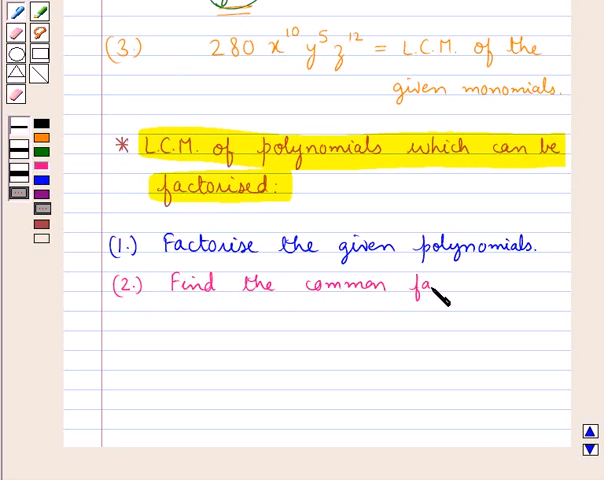 (3.) 280 x¹⁰ y⁵ z¹² = L.C.M. of the
given monomials.
* L.C.M. of polynomials which can be
factorised:
(1.) Factorise the given polynomials.
(2.) Find the common fa